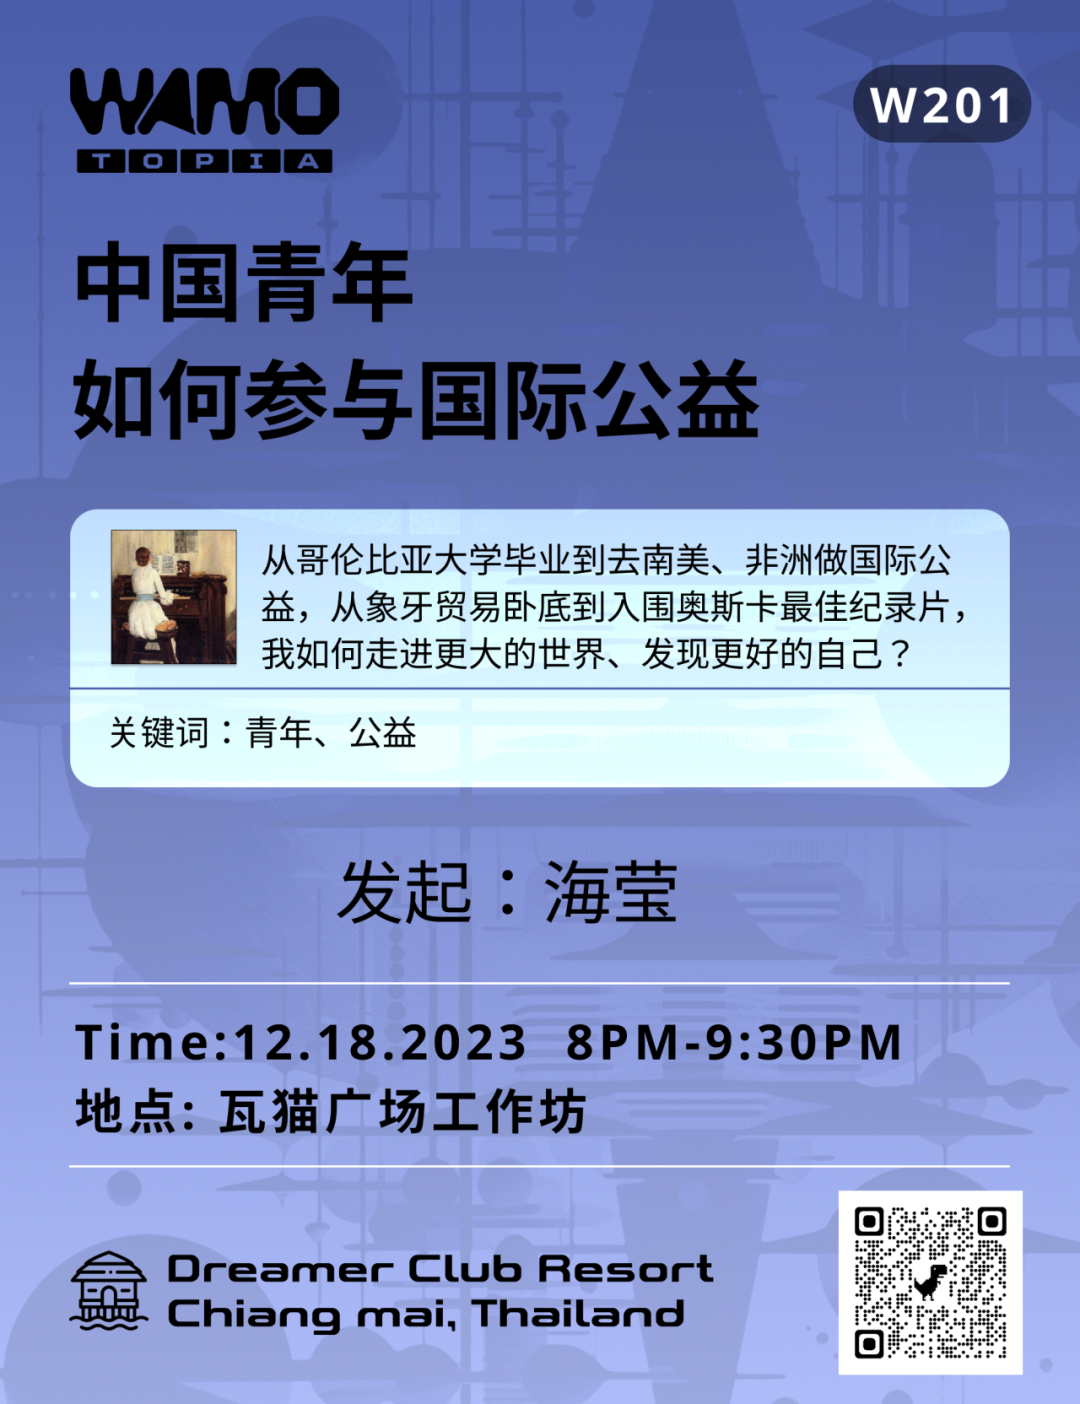 WAMO
TOPIA
W201
中国青年
如何参与国际公益
从哥伦比亚大学毕业到去南美、非洲做国际公
益，从象牙贸易卧底到入围奥斯卡最佳纪录片，
我如何走进更大的世界、发现更好的自己？
关键词：青年、公益
发起：海莹
Time:12.18.2023 8PM-9:30PM
地点: 瓦猫广场工作坊
Dreamer Club Resort
Chiang mai, Thailand